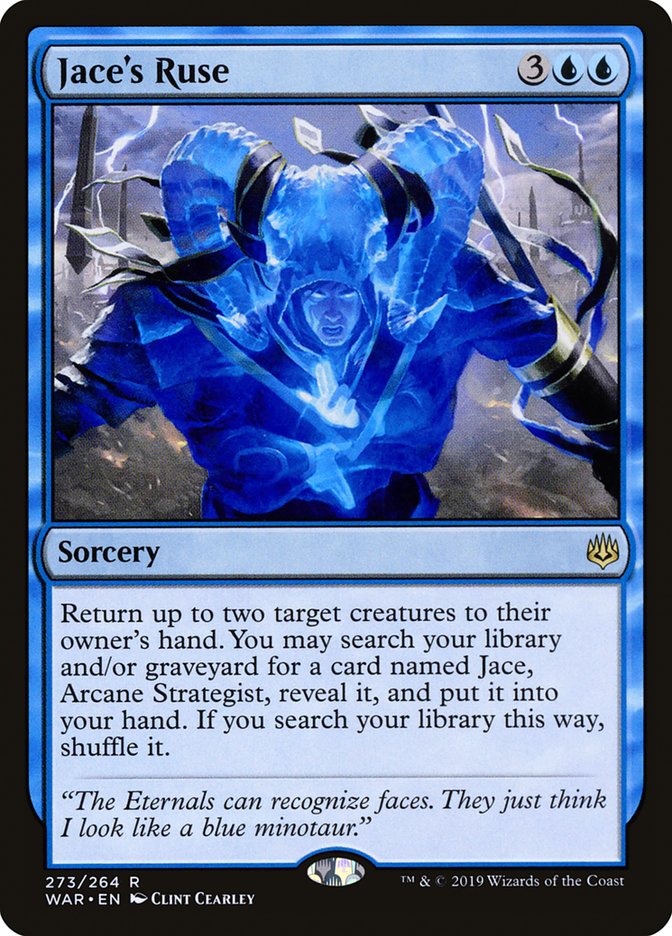 Jace's Ruse 3
Sorcery
Return up to two target creatures to their
owner's hand. You may search your library
and/or graveyard for a card named Jace,
Arcane Strategist, reveal it, and put it into
your hand. If you search your library this way,
shuffle it.
“The Eternals can recognize faces. They just think
I look like a blue minotaur.”
273/264 R
WAR • EN CLINT CEARLEY
™ & © 2019 Wizards of the Coast